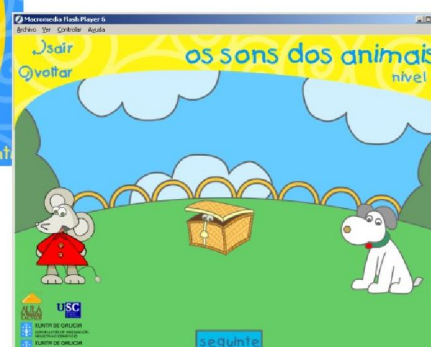 Macromedia Flash Player 6
Archivo Ver Controlar Ayuda
sair
voltar
os sons dos animais
nivel
AULA
USC
XUNTA DE GALICIA
XUNTA DE GALICIA
seguinte